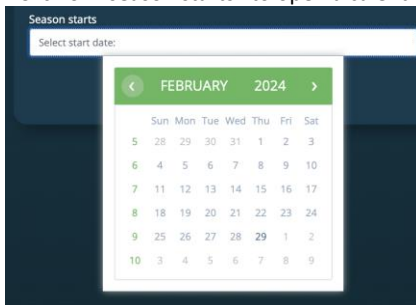 Season starts
Select start date:
‹ FEBRUARY 2024 ›
Sun Mon Tue Wed Thu Fri Sat
5 28 29 30 31 1 2 3
6 4 5 6 7 8 9 10
7 11 12 13 14 15 16 17
8 18 19 20 21 22 23 24
9 25 26 27 28 29 1 2
10 3 4 5 6 7 8 9